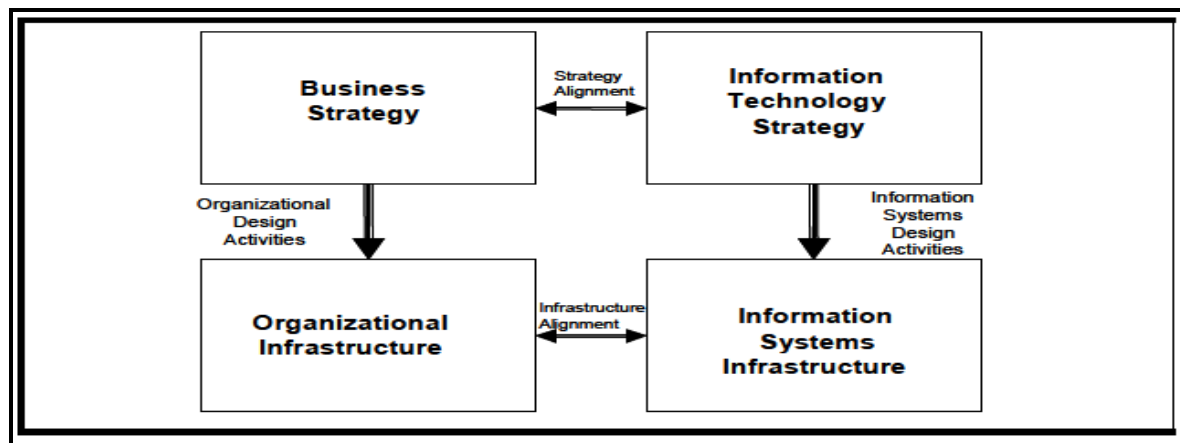 Business
Strategy
Strategy
Alignment
Information
Technology
Strategy
Organizational
Design
Activities
Information
Systems
Design
Activities
Organizational
Infrastructure
Infrastructure
Alignment
Information
Systems
Infrastructure